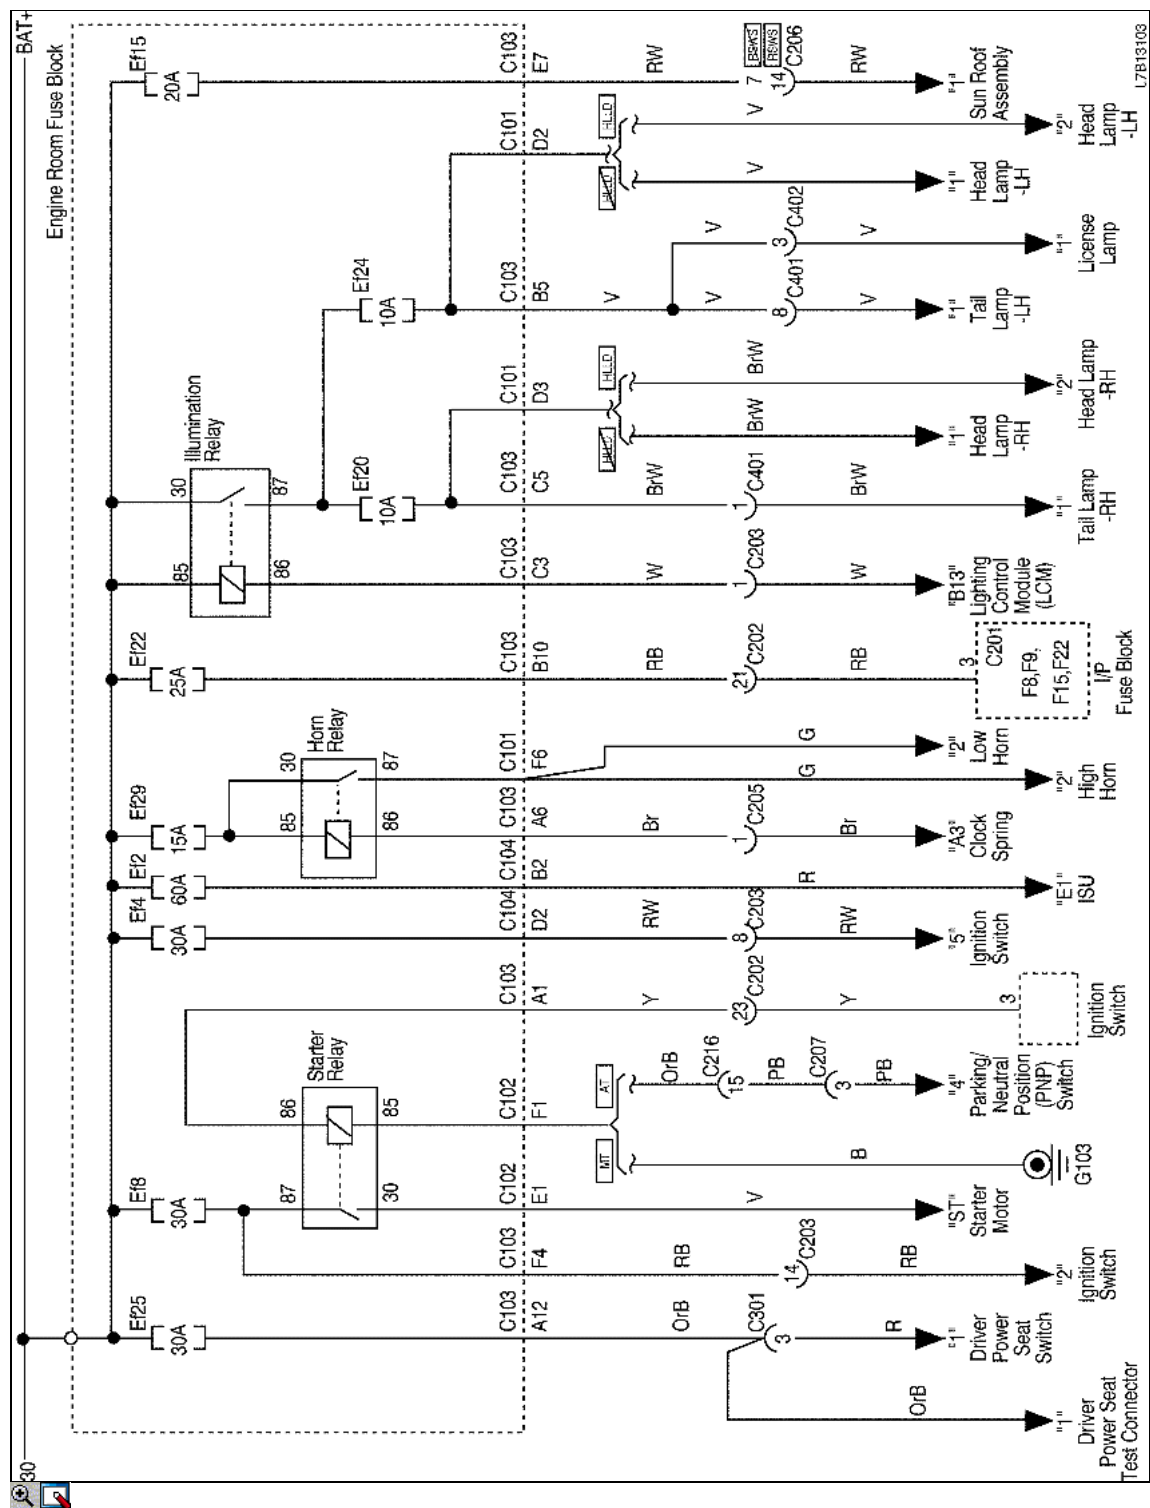 30
BAT+
Engine Room Fuse Block
Ef25
30A
Ef8
30A
Ef4
30A
Ef2
60A
Ef29
15A
Ef22
25A
Ef15
20A
Starter
Relay
87
86
30
85
Horn
Relay
85
30
86
87
Illumination
Relay
85
30
86
87
Ef20
10A
Ef24
10A
C103
A12
C103
F4
C102
E1
C102
F1
C103
A1
C104
D2
C104
B2
C103
A6
C101
F6
C103
B10
C103
C3
C103
C5
C101
D3
C103
B5
C101
D2
C103
E7
MT
AT
HLLD
HLLD
HLLD
HLLD
OrB
RB
V
B
OrB
C216
15
PB
C207
3
PB
Y
RW
R
Br
G
G
RB
W
BrW
BrW
BrW
V
V
V
V
V
RW
C301
3
OrB
R
14
C203
RB
23
C202
Y
8
C203
RW
1
C205
Br
21
C202
RB
1
C203
W
1
C401
BrW
8
C401
V
3
C402
V
7
14
C206
RW
"1"
Driver
Power Seat
Test Connector
"1"
Driver
Power
Seat
Switch
"2"
Ignition
Switch
"ST"
Starter
Motor
G103
"4"
Parking/
Neutral
Position
(PNP)
Switch
3
Ignition
Switch
"5"
Ignition
Switch
"E1"
ISU
"A3"
Clock
Spring
"2"
High
Horn
"2"
Low
Horn
3
C201
F8,F9,
F15,F22
I/P
Fuse Block
"B13"
Lighting
Control
Module
(LCM)
"1"
Tail Lamp
-RH
"1"
Head
Lamp
-RH
"2"
Head Lamp
-RH
"1"
Tail
Lamp
-LH
"1"
License
Lamp
"1"
Head
Lamp
-LH
"2"
Head
Lamp
-LH
"1"
Sun Roof
Assembly
L7B13103